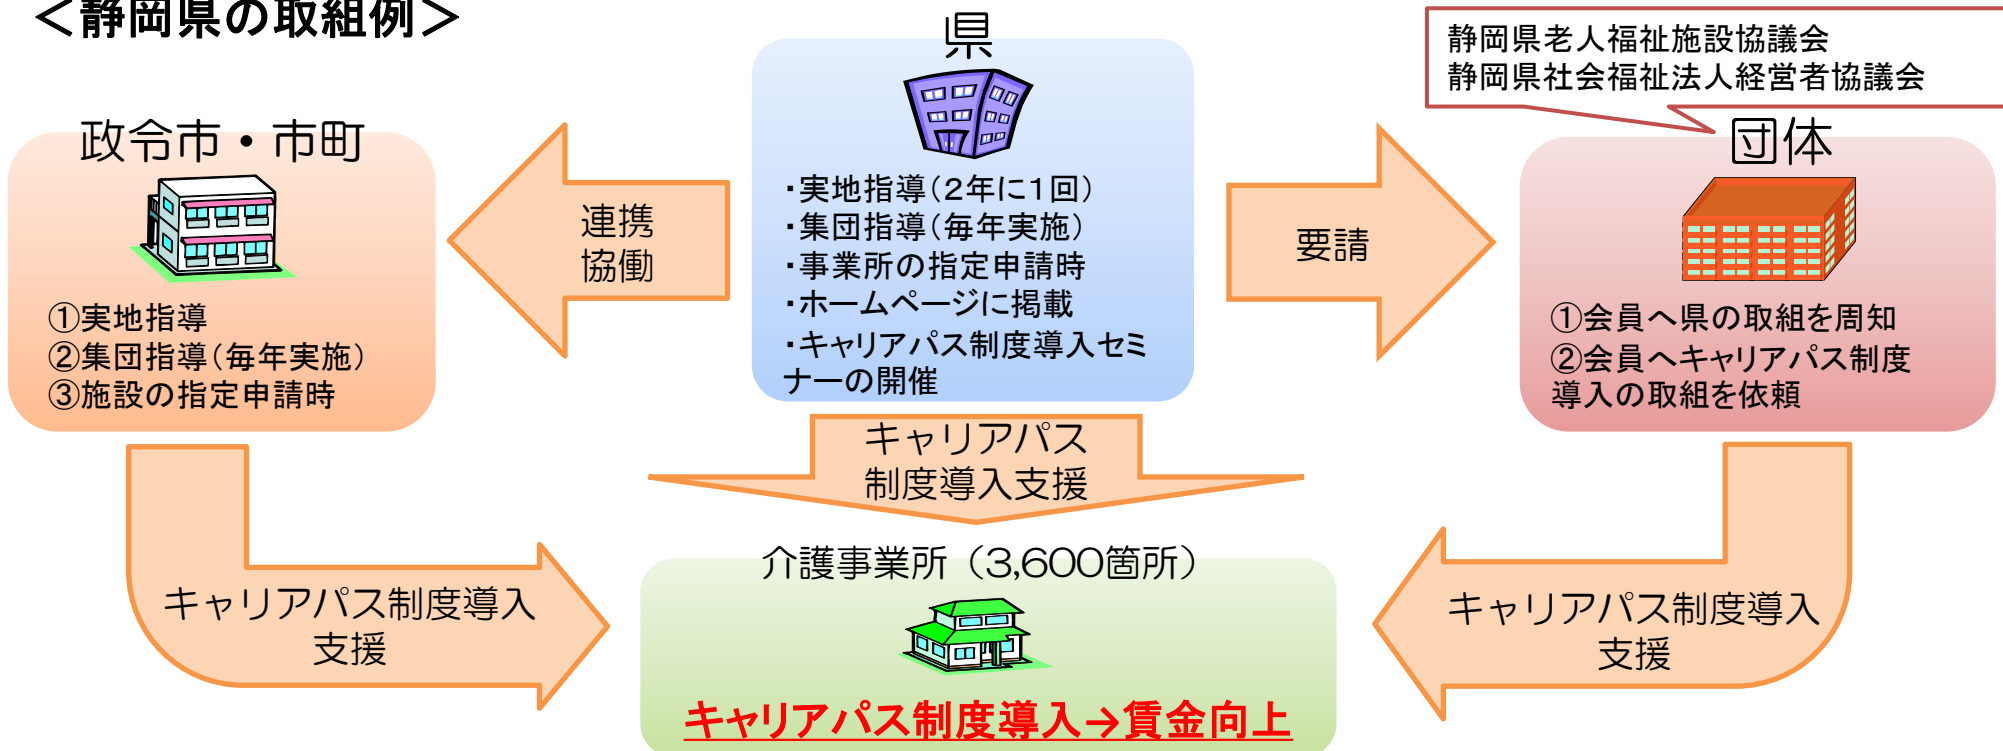 ＜静岡県の取組例＞
県
・実地指導（２年に１回）
・集団指導（毎年実施）
・事業所の指定申請時
・ホームページに掲載
・キャリアパス制度導入セミ
ナーの開催
政令市・市町
①実地指導
②集団指導（毎年実施）
③施設の指定申請時
連携
協働
要請
静岡県老人福祉施設協議会
静岡県社会福祉法人経営者協議会
団体
①会員へ県の取組を周知
②会員へキャリアパス制度
導入の取組を依頼
キャリアパス
制度導入支援
キャリアパス制度導入
支援
キャリアパス制度導入
支援
介護事業所（3,600箇所）
キャリアパス制度導入→賃金向上